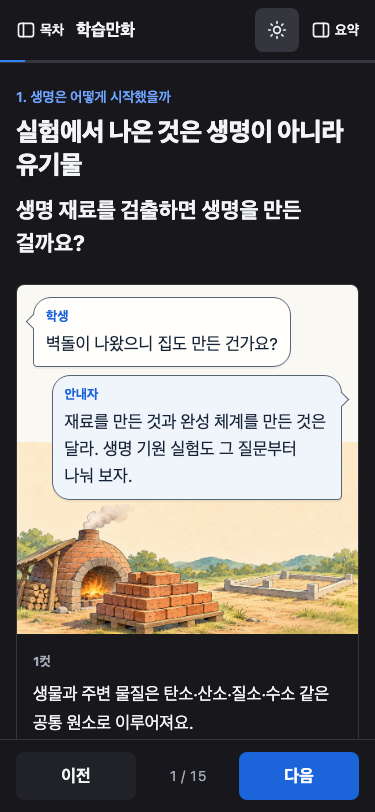 목차 학습만화 요약
1. 생명은 어떻게 시작했을까
실험에서 나온 것은 생명이 아니라
유기물
생명 재료를 검출하면 생명을 만든
걸까요?
학생
벽돌이 나왔으니 집도 만든 건가요?
안내자
재료를 만든 것과 완성 체계를 만든 것은
달라. 생명 기원 실험도 그 질문부터
나눠 보자.
1컷
생물과 주변 물질은 탄소·산소·질소·수소 같은
공통 원소로 이루어져요.
이전 1 / 15 다음